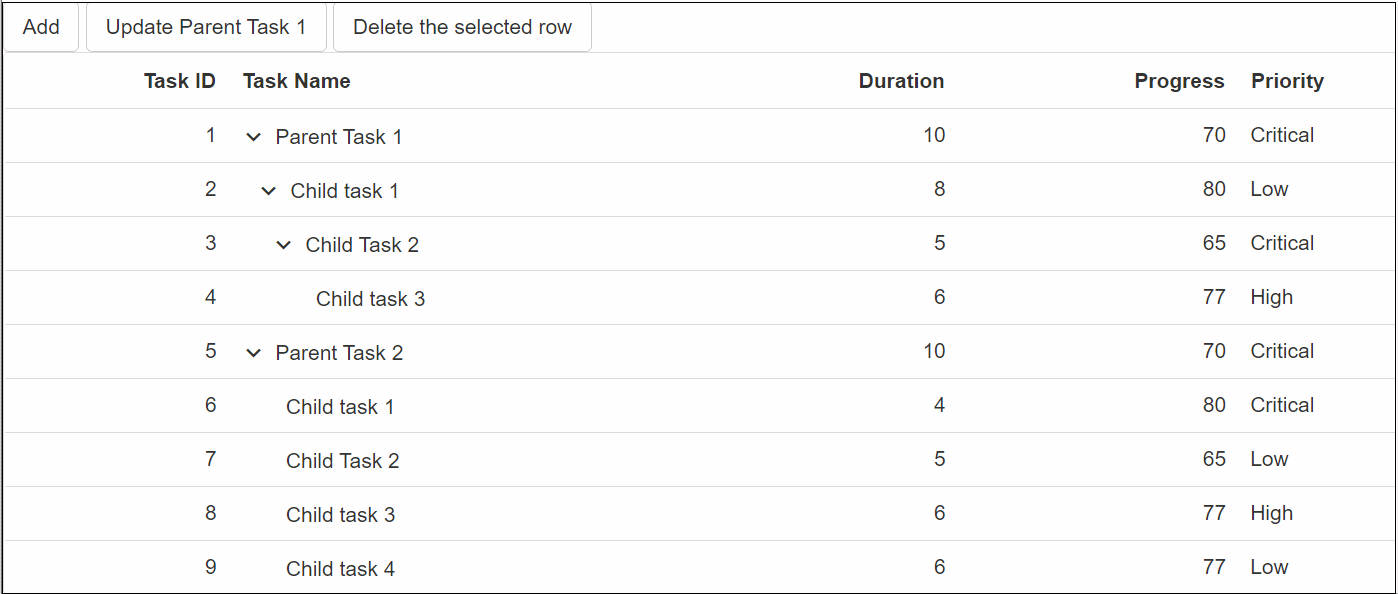 Add Update Parent Task 1 Delete the selected row
Task ID Task Name Duration Progress Priority
1 Parent Task 1 10 70 Critical
2 Child task 1 8 80 Low
3 Child Task 2 5 65 Critical
4 Child task 3 6 77 High
5 Parent Task 2 10 70 Critical
6 Child task 1 4 80 Critical
7 Child Task 2 5 65 Low
8 Child task 3 6 77 High
9 Child task 4 6 77 Low